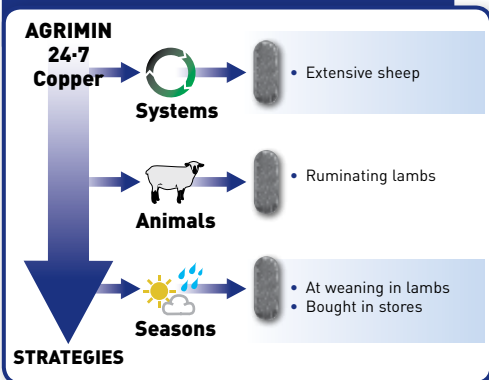 AGRIMIN
24·7
Copper
Systems
• Extensive sheep
Animals
• Ruminating lambs
Seasons
• At weaning in lambs
• Bought in stores
STRATEGIES